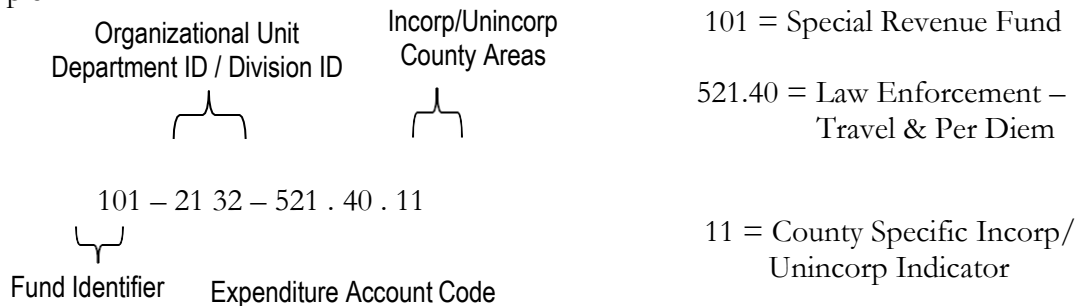 Organizational Unit
Department ID / Division ID
Incorp/Unincorp
County Areas
101 – 21 32 – 521 . 40 . 11
Fund Identifier
Expenditure Account Code
101 = Special Revenue Fund
521.40 = Law Enforcement –
Travel & Per Diem
11 = County Specific Incorp/
Unincorp Indicator